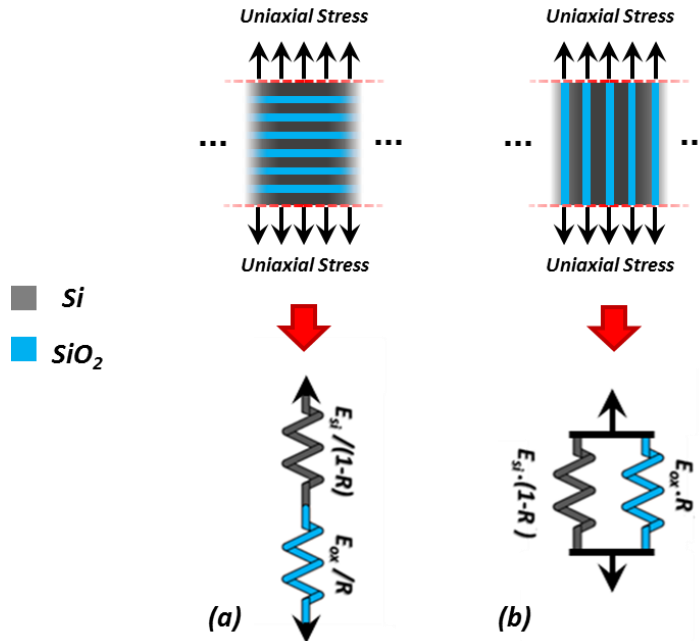 Uniaxial Stress
Uniaxial Stress
...
...
...
...
Uniaxial Stress
Uniaxial Stress
Si
SiO2
Esi/(1-R)
Eox/R
Esi.(1-R)
Eox.R
(a)
(b)